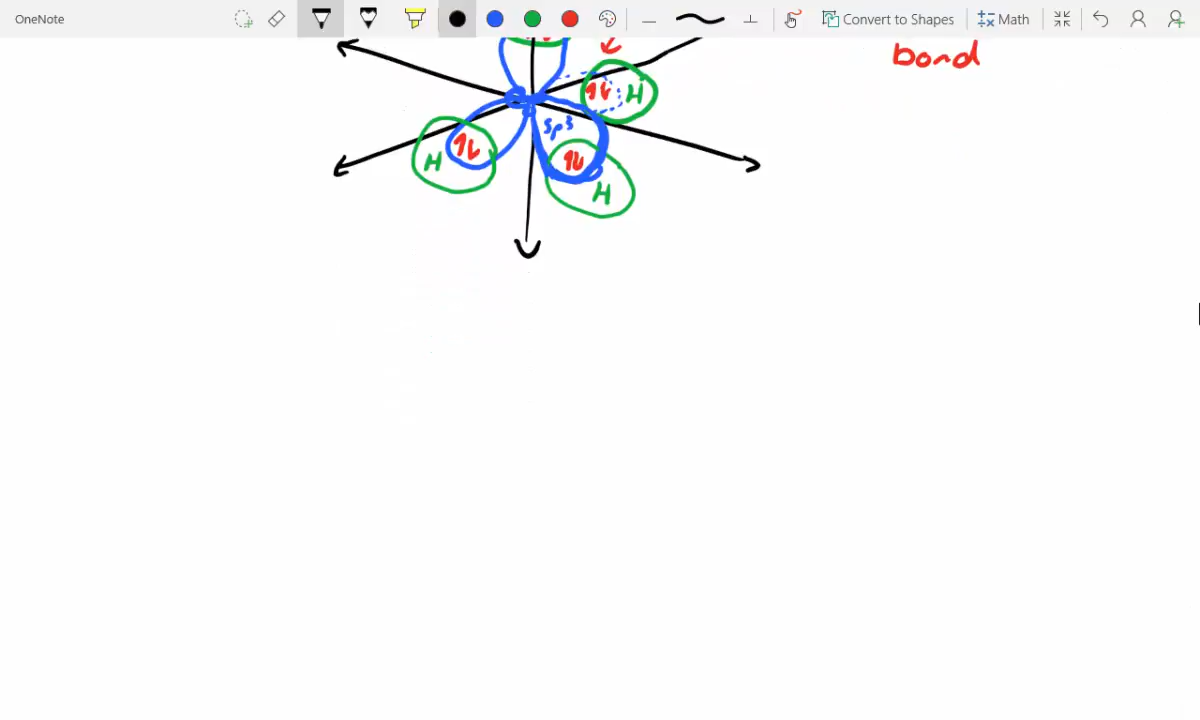 OneNote
Convert to Shapes
Math
bond
H
sp3
H
H